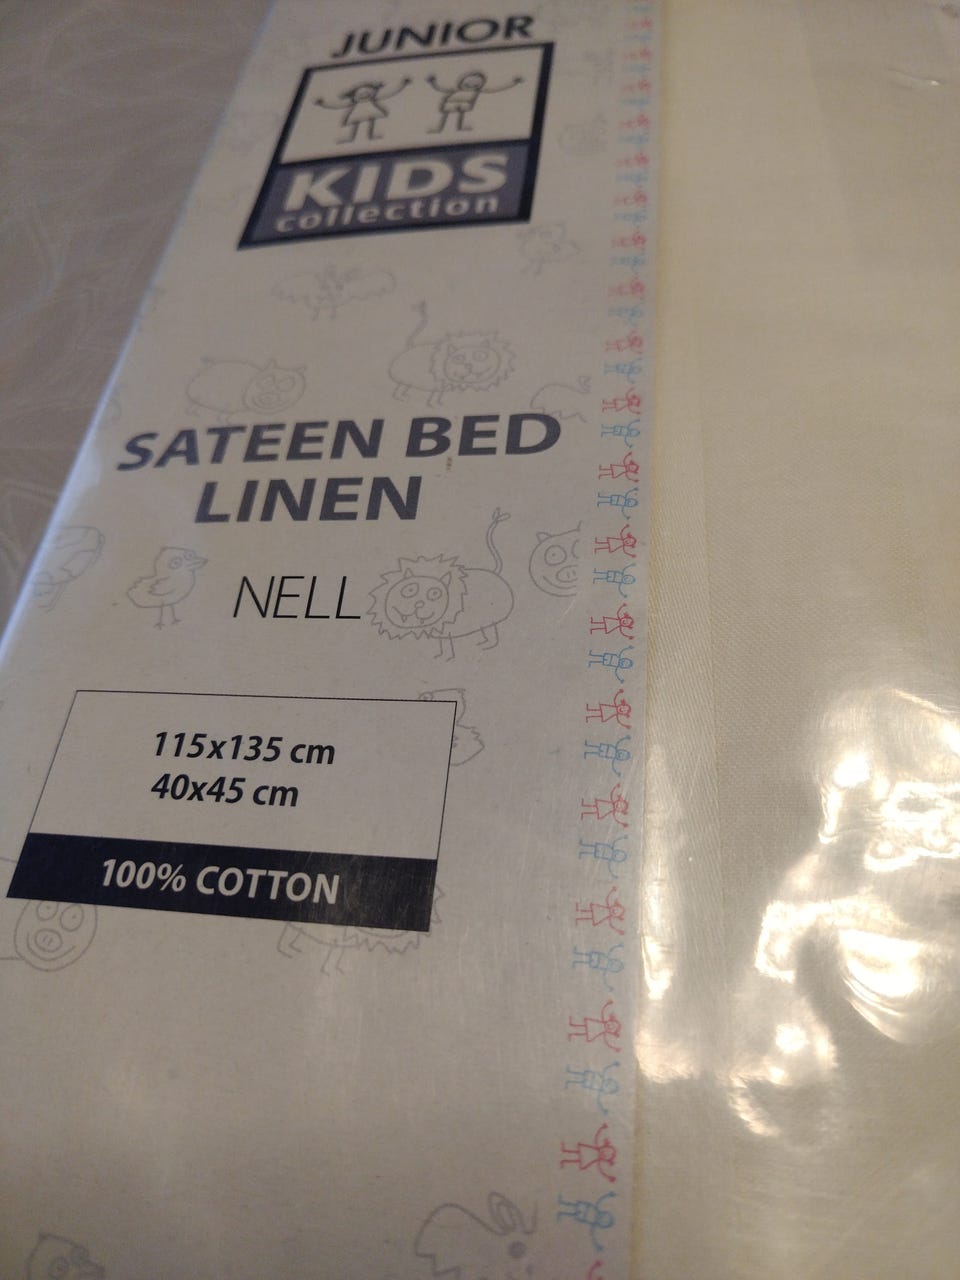 JUNIOR
KIDS
collection
SATEEN BED
LINEN
NELL
115x135 cm
40x45 cm
100% COTTON